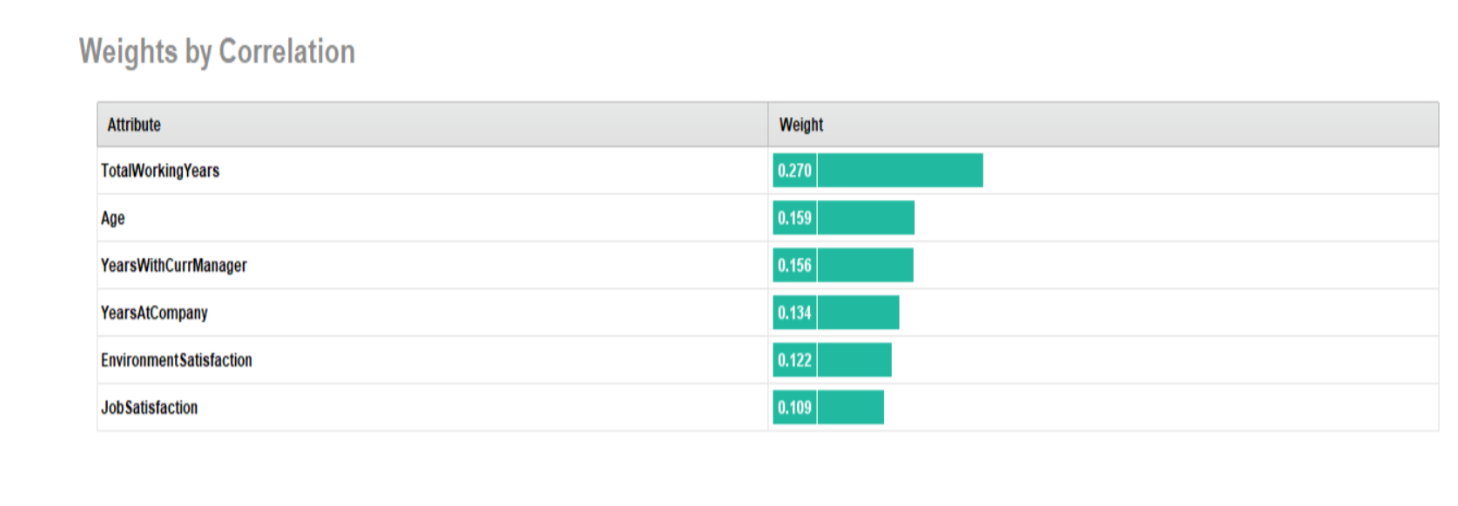 Weights by Correlation
Attribute Weight
TotalWorkingYears 0.270
Age 0.159
YearsWithCurrManager 0.156
YearsAtCompany 0.134
EnvironmentSatisfaction 0.122
JobSatisfaction 0.109